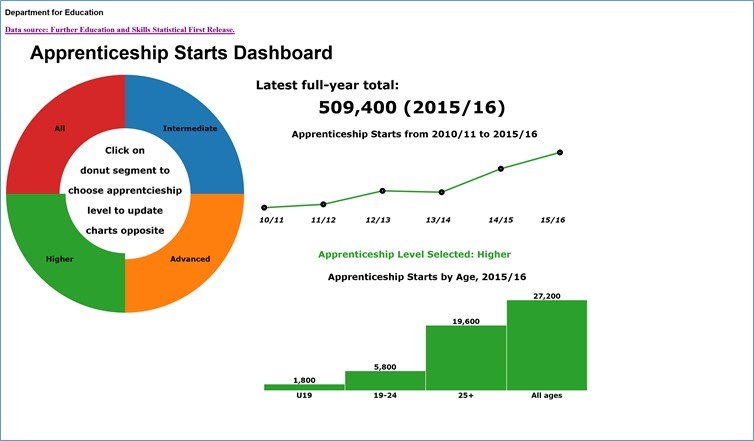 Department for Education
Data source: Further Education and Skills Statistical First Release.
Apprenticeship Starts Dashboard
All
Intermediate
Click on
donut segment to
choose apprentcieship
level to update
charts opposite
Higher
Advanced
Latest full-year total:
509,400 (2015/16)
Apprenticeship Starts from 2010/11 to 2015/16
10/11 11/12 12/13 13/14 14/15 15/16
Apprenticeship Level Selected: Higher
Apprenticeship Starts by Age, 2015/16
1,800 5,800 19,600 27,200
U19 19-24 25+ All ages